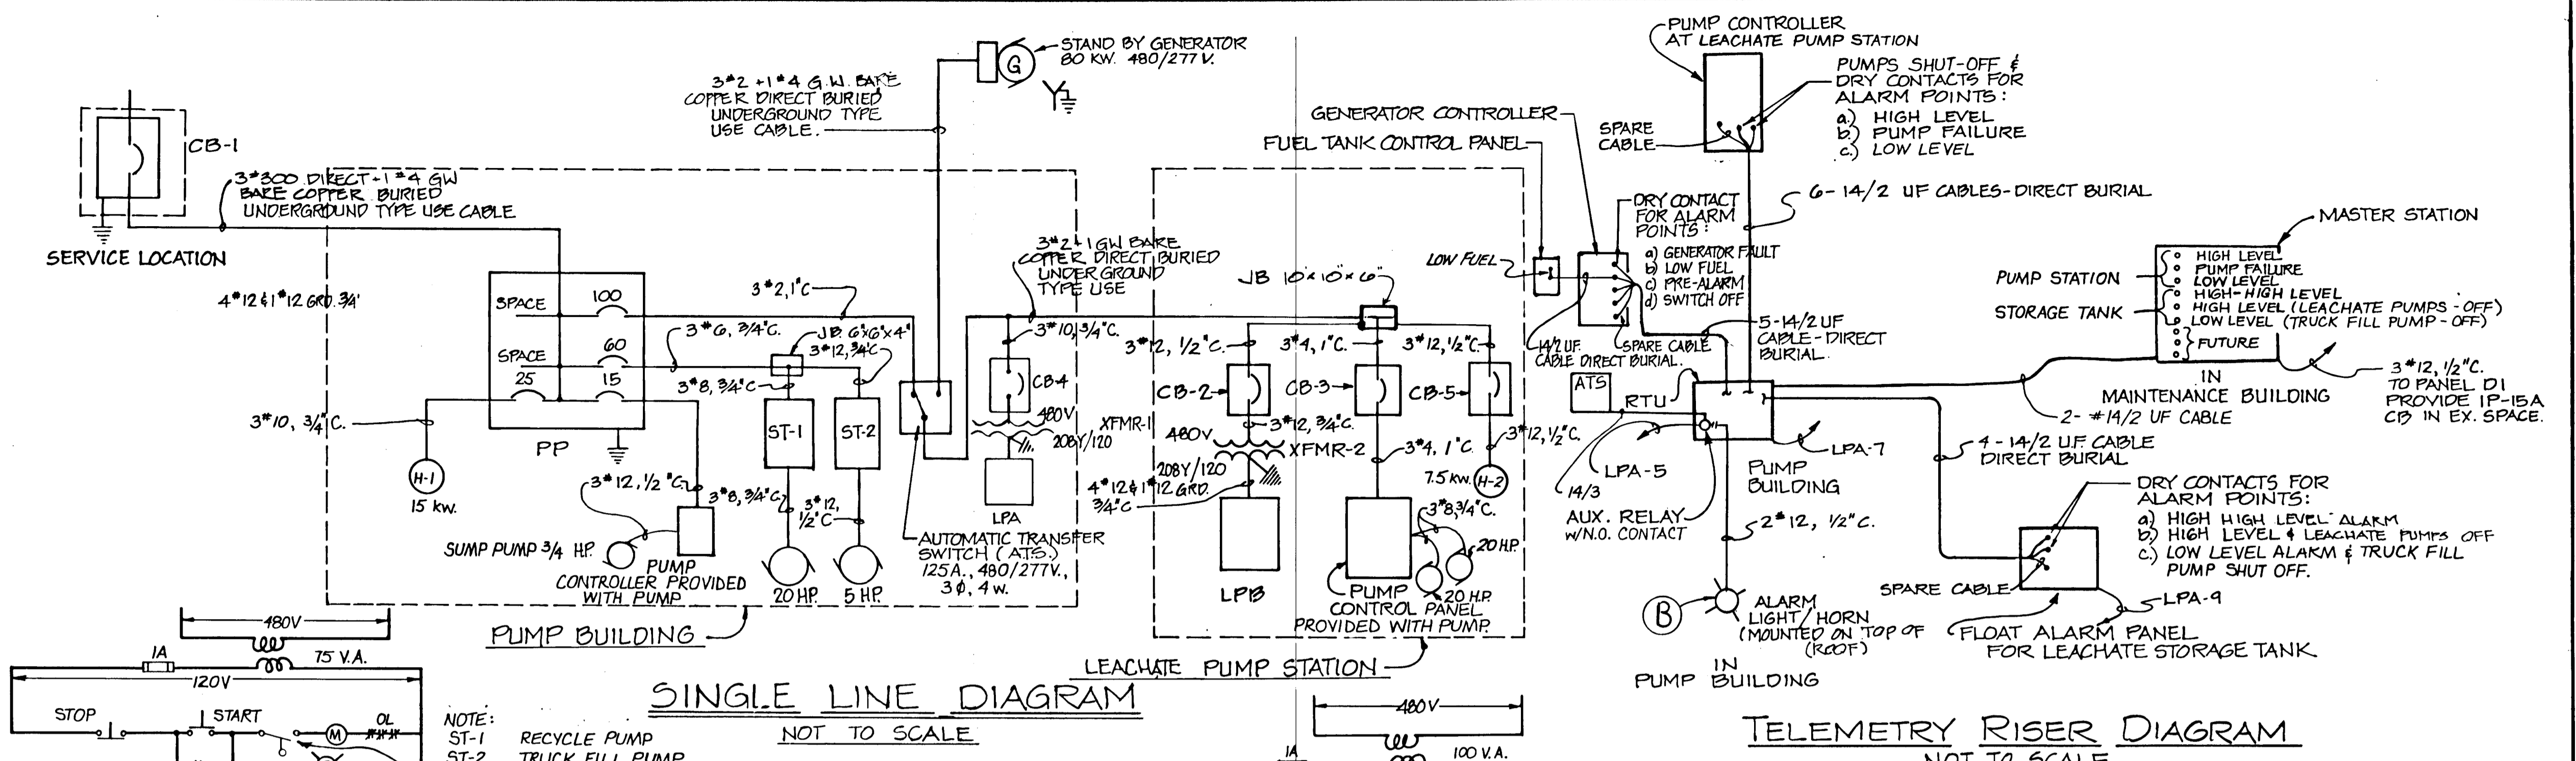 STAND BY GENERATOR
80 KW. 480/277 V.
G
3#2 + 1#4 G.W. BARE
COPPER DIRECT BURIED
UNDERGROUND TYPE
USE CABLE.
CB-1
3#300 DIRECT + 1#4 GW
BARE COPPER BURIED
UNDERGROUND TYPE USE CABLE
SERVICE LOCATION
4#12 & 1#12 GRD. 3/4"
SPACE
100
SPACE
60
25
15
PP
3#10, 3/4"C.
H-1
15 KW.
3#2, 1"C
3#6, 3/4"C.
JB 6"x6"x4"
3#12, 3/4"C
3#8, 3/4"C
ST-1
ST-2
3#12, 1/2"C.
3#8, 3/4"C.
3#12,
1/2"C
SUMP PUMP 3/4 H.P.
PUMP
CONTROLLER PROVIDED
WITH PUMP
20 HP.
5 HP.
3#2 + 1 GW BARE
COPPER DIRECT BURIED
UNDER GROUND
TYPE USE
3#10, 3/4"C.
CB-4
480V
XFMR-1
208Y/120
LPA
AUTOMATIC TRANSFER
SWITCH (ATS.)
125A., 480/277V.,
3Ø, 4 W.
PUMP BUILDING
JB 10"x10"x6"
3#12, 1/2"C.
3#4, 1"C.
3#12, 1/2"C.
CB-2
CB-3
CB-5
3#12, 3/4"C.
480V
XFMR-2
208Y/120
4#12 & 1#12 GRD.
3/4"C
3#4, 1"C.
3#12, 1/2"C.
7.5 KW.
H-2
3#8, 3/4"C.
20 HP.
20 H.P.
LPB
PUMP
CONTROL PANEL
PROVIDED WITH PUMP.
LEACHATE PUMP STATION
SINGLE LINE DIAGRAM
NOT TO SCALE
PUMP CONTROLLER
AT LEACHATE PUMP STATION
PUMPS SHUT-OFF &
DRY CONTACTS FOR
ALARM POINTS:
a.) HIGH LEVEL
b.) PUMP FAILURE
c.) LOW LEVEL
SPARE
CABLE
GENERATOR CONTROLLER
FUEL TANK CONTROL PANEL
LOW FUEL
DRY CONTACT
FOR ALARM
POINTS:
a) GENERATOR FAULT
b) LOW FUEL
c) PRE-ALARM
d) SWITCH OFF
6- 14/2 UF CABLES-DIRECT BURIAL
14/2 UF.
CABLE DIRECT BURIAL.
SPARE CABLE
5-14/2 UF
CABLE-DIRECT
BURIAL.
ATS
RTU
LPA-5
14/3
AUX. RELAY
W/N.O. CONTACT
LPA-7
PUMP
BUILDING
2#12, 1/2"C.
B
ALARM
LIGHT/HORN
(MOUNTED ON TOP OF
(ROOF)
IN
PUMP BUILDING
MASTER STATION
PUMP STATION
HIGH LEVEL
PUMP FAILURE
LOW LEVEL
STORAGE TANK
HIGH-HIGH LEVEL
HIGH LEVEL (LEACHATE PUMPS-OFF)
LOW LEVEL (TRUCK FILL PUMP-OFF)
FUTURE
IN
MAINTENANCE BUILDING
2- #14/2 UF CABLE
3#12, 1/2"C.
TO PANEL D1
PROVIDE 1P-15A
CB IN EX. SPACE.
4-14/2 U.F. CABLE
DIRECT BURIAL
DRY CONTACTS FOR
ALARM POINTS:
a.) HIGH HIGH LEVEL ALARM
b.) HIGH LEVEL & LEACHATE PUMPS OFF
c.) LOW LEVEL ALARM & TRUCK FILL
PUMP SHUT OFF.
SPARE CABLE
LPA-9
FLOAT ALARM PANEL
FOR LEACHATE STORAGE TANK
TELEMETRY RISER DIAGRAM
NOT TO SCALE
480V
1A
75 V.A.
120V
STOP
START
M
OL
NOTE:
ST-1 RECYCLE PUMP
ST-2 TRUCK FILL PUMP
480V
1A
100 V.A.